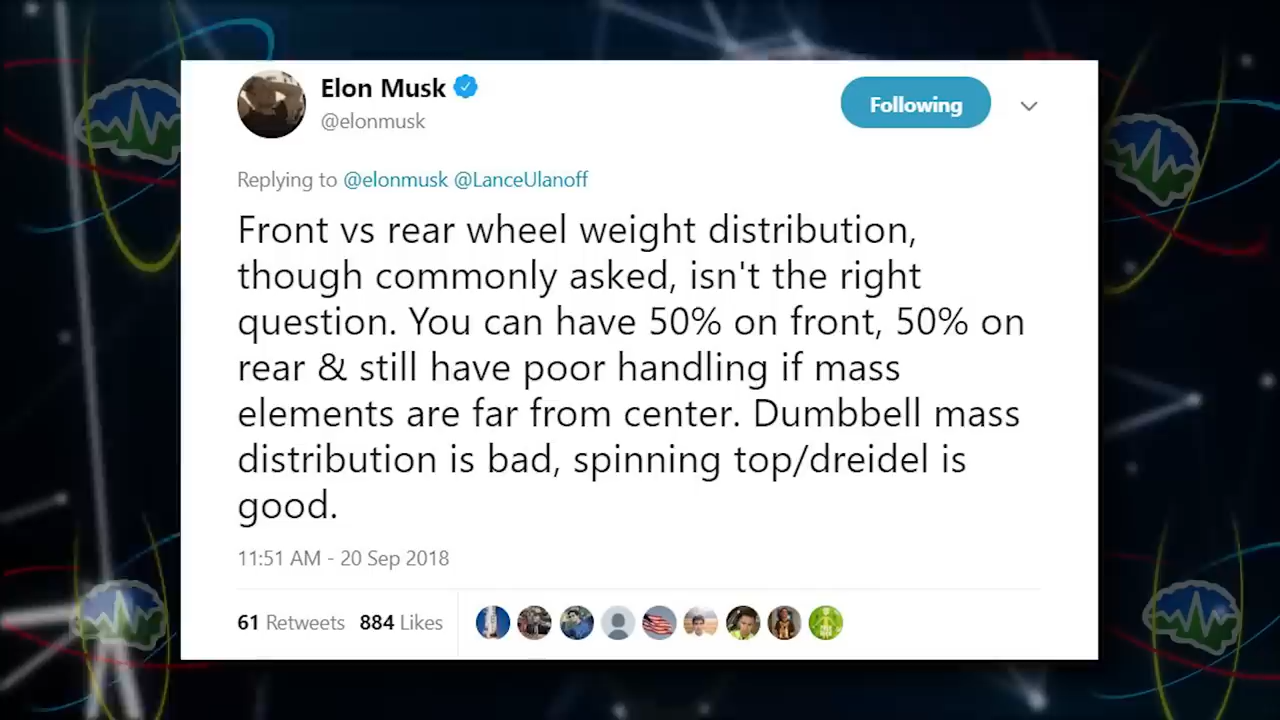 Elon Musk
@elonmusk
Following
Replying to @elonmusk @LanceUlanoff
Front vs rear wheel weight distribution,
though commonly asked, isn't the right
question. You can have 50% on front, 50% on
rear & still have poor handling if mass
elements are far from center. Dumbbell mass
distribution is bad, spinning top/dreidel is
good.
11:51 AM - 20 Sep 2018
61 Retweets 884 Likes